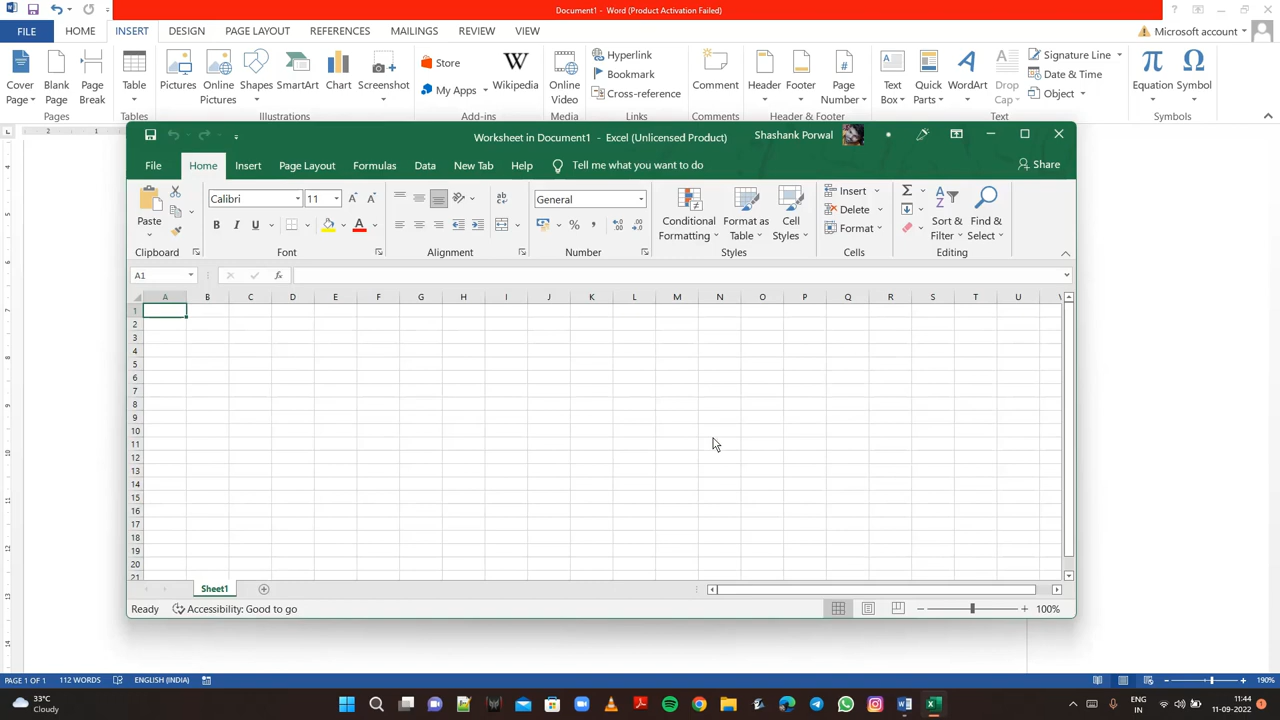 Document1 - Word (Product Activation Failed)
FILE HOME INSERT DESIGN PAGE LAYOUT REFERENCES MAILINGS REVIEW VIEW Microsoft account
Cover Page Blank Page Page Break Table Pictures Online Pictures Shapes SmartArt Chart Screenshot Store My Apps Wikipedia Online Video Hyperlink Bookmark Cross-reference Comment Header Footer Page Number Text Box Quick Parts WordArt Drop Cap Signature Line Date & Time Object Equation Symbol
Pages Tables Illustrations Add-ins Media Links Comments Header & Footer Text Symbols
Worksheet in Document1 - Excel (Unlicensed Product) Shashank Porwal
File Home Insert Page Layout Formulas Data New Tab Help Tell me what you want to do Share
Paste Calibri 11 B I U A General % , Conditional Formatting Format as Table Cell Styles Insert Delete Format Sort & Filter Find & Select
Clipboard Font Alignment Number Styles Cells Editing
A1 fx
A B C D E F G H I J K L M N O P Q R S T U
1
2
3
4
5
6
7
8
9
10
11
12
13
14
15
16
17
18
19
20
21
Sheet1
Ready Accessibility: Good to go 100%
PAGE 1 OF 1 112 WORDS ENGLISH (INDIA) 190%
33°C ENG 11:44
Cloudy IN 11-09-2022